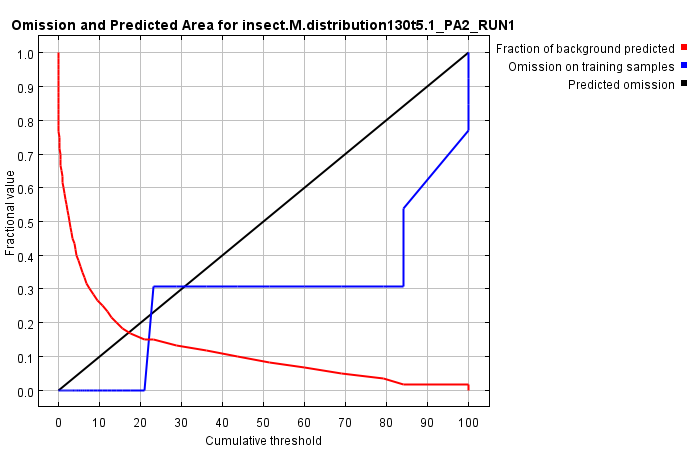 Omission and Predicted Area for insect.M.distribution130t5.1_PA2_RUN1
Fraction of background predicted
Omission on training samples
Predicted omission
1.0
0.9
0.8
0.7
0.6
0.5
0.4
0.3
0.2
0.1
0.0
Fractional value
0 10 20 30 40 50 60 70 80 90 100
Cumulative threshold